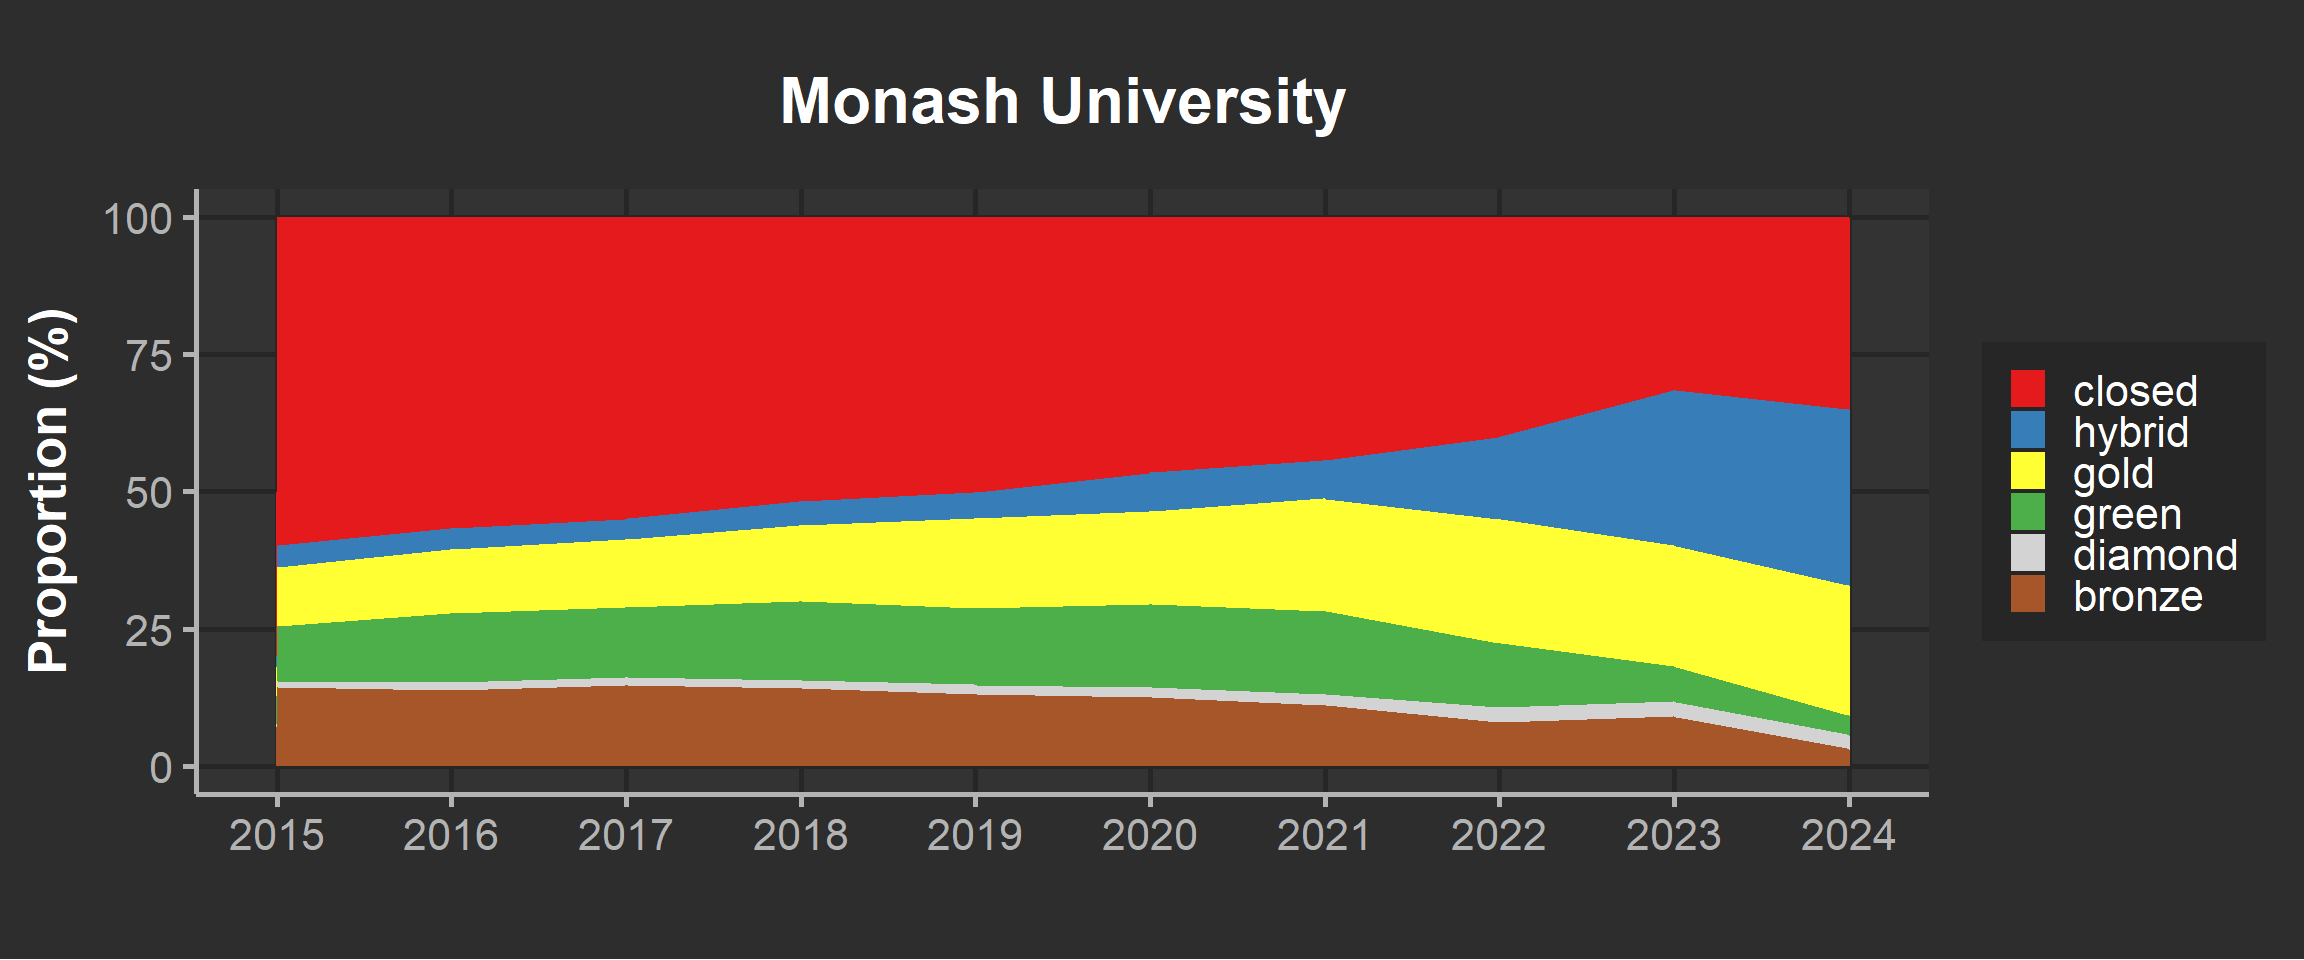 Monash University
Proportion (%)
100
75
50
25
0
2015 2016 2017 2018 2019 2020 2021 2022 2023 2024
closed
hybrid
gold
green
diamond
bronze